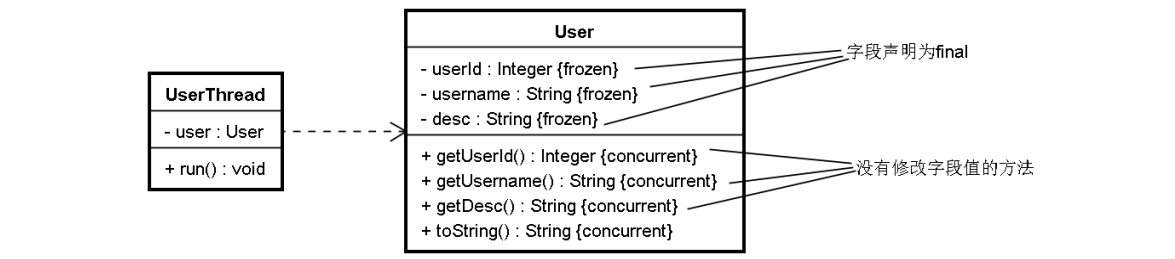 UserThread
- user : User
+ run() : void
User
- userId : Integer {frozen}
- username : String {frozen}
- desc : String {frozen}
+ getUserId() : Integer {concurrent}
+ getUsername() : String {concurrent}
+ getDesc() : String {concurrent}
+ toString() : String {concurrent}
字段声明为final
没有修改字段值的方法